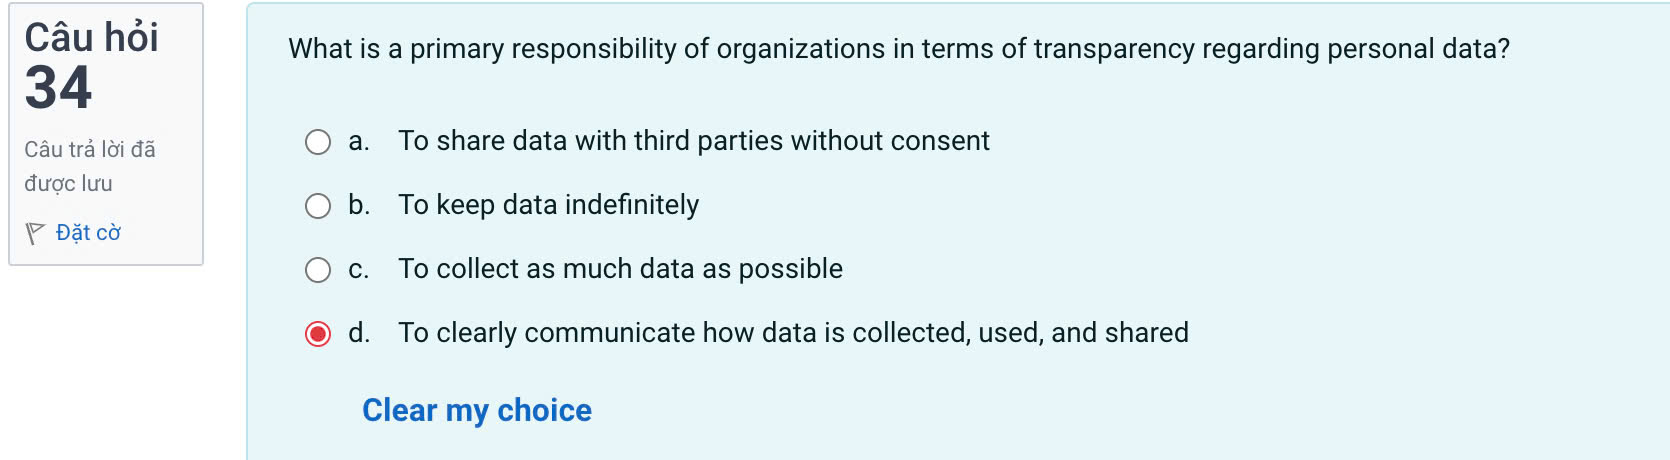 Câu hỏi
34
Câu trả lời đã
được lưu
Đặt cờ
What is a primary responsibility of organizations in terms of transparency regarding personal data?
a. To share data with third parties without consent
b. To keep data indefinitely
c. To collect as much data as possible
d. To clearly communicate how data is collected, used, and shared
Clear my choice